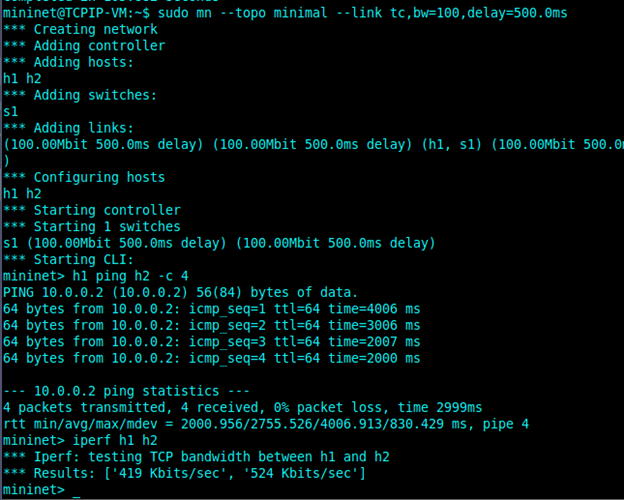 mininet@TCPIP-VM:~$ sudo mn --topo minimal --link tc,bw=100,delay=500.0ms
*** Creating network
*** Adding controller
*** Adding hosts:
h1 h2
*** Adding switches:
s1
*** Adding links:
(100.00Mbit 500.0ms delay) (100.00Mbit 500.0ms delay) (h1, s1) (100.00Mbit 500.0m
)
*** Configuring hosts
h1 h2
*** Starting controller
*** Starting 1 switches
s1 (100.00Mbit 500.0ms delay) (100.00Mbit 500.0ms delay)
*** Starting CLI:
mininet> h1 ping h2 -c 4
PING 10.0.0.2 (10.0.0.2) 56(84) bytes of data.
64 bytes from 10.0.0.2: icmp_seq=1 ttl=64 time=4006 ms
64 bytes from 10.0.0.2: icmp_seq=2 ttl=64 time=3006 ms
64 bytes from 10.0.0.2: icmp_seq=3 ttl=64 time=2007 ms
64 bytes from 10.0.0.2: icmp_seq=4 ttl=64 time=2000 ms
--- 10.0.0.2 ping statistics ---
4 packets transmitted, 4 received, 0% packet loss, time 2999ms
rtt min/avg/max/mdev = 2000.956/2755.526/4006.913/830.429 ms, pipe 4
mininet> iperf h1 h2
*** Iperf: testing TCP bandwidth between h1 and h2
*** Results: ['419 Kbits/sec', '524 Kbits/sec']
mininet> _